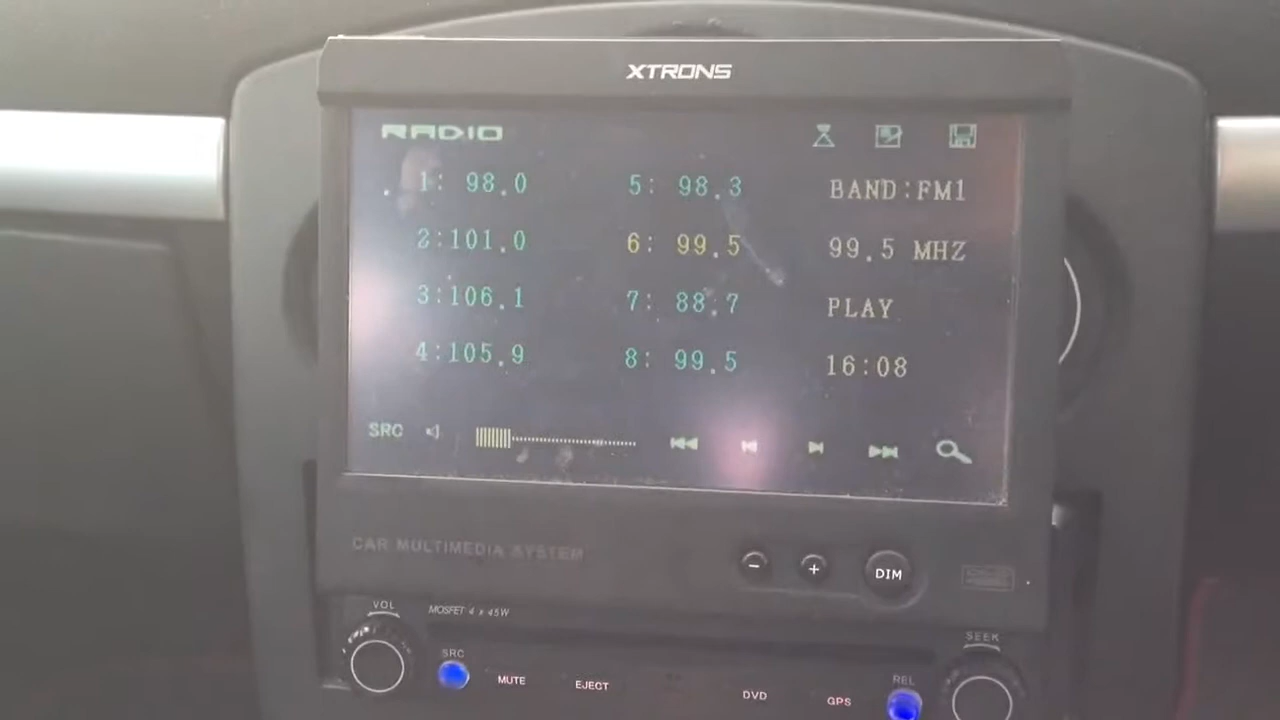 XTRONS
RADIO
1: 98.0
2:101.0
3:106.1
4:105.9
5: 98.3
6: 99.5
7: 88.7
8: 99.5
BAND:FM1
99.5 MHZ
PLAY
16:08
SRC
CAR MULTIMEDIA SYSTEM
- + DIM
VOL
MOSFET 4 x 45W
SEEK
SRC
MUTE
EJECT
DVD
GPS
REL